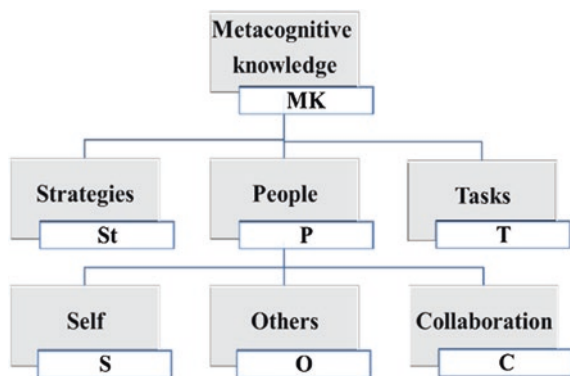 Metacognitive
knowledge
MK
Strategies
St
People
P
Tasks
T
Self
S
Others
O
Collaboration
C